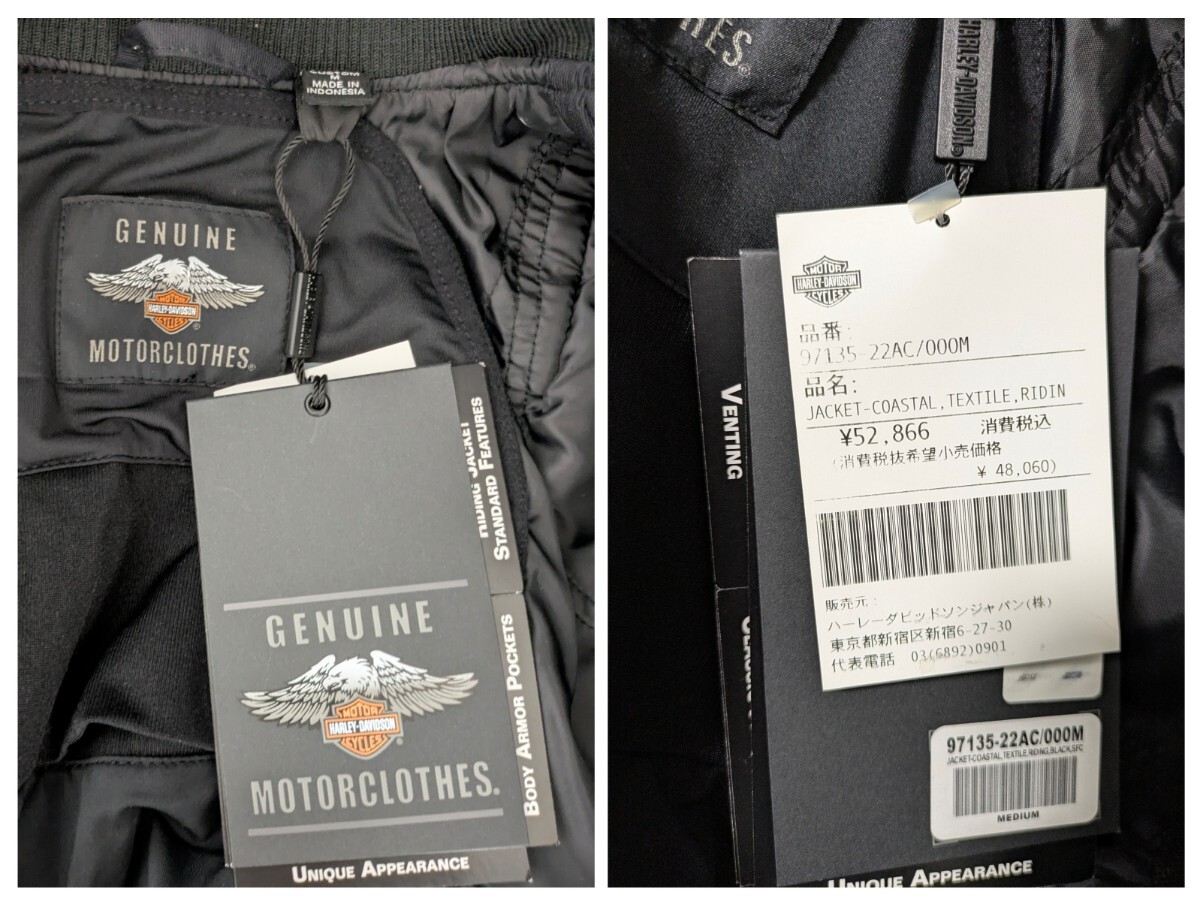 CUSTOM
M
MADE IN
INDONESIA
GENUINE
MOTOR
HARLEY-DAVIDSON
CYCLES
®
MOTORCLOTHES®
RIDING JACKET
STANDARD FEATURES
BODY ARMOR POCKETS
GENUINE
MOTOR
HARLEY-DAVIDSON
CYCLES
®
MOTORCLOTHES®
UNIQUE APPEARANCE
ES®
HARLEY-DAVIDSON®
MOTOR
HARLEY-DAVIDSON
CYCLES
品番:
97135-22AC/000M
品名:
JACKET-COASTAL,TEXTILE,RIDIN
¥52,866 消費税込
(消費税抜希望小売価格
¥ 48,060)
販売元:
ハーレーダビッドソンジャパン(株)
東京都新宿区新宿6-27-30
代表電話 03(6892)0901
VENTING
97135-22AC/000M
JACKET-COASTAL,TEXTILE,RIDING,BLACK,SFC
MEDIUM
UNIQUE APPEARANCE